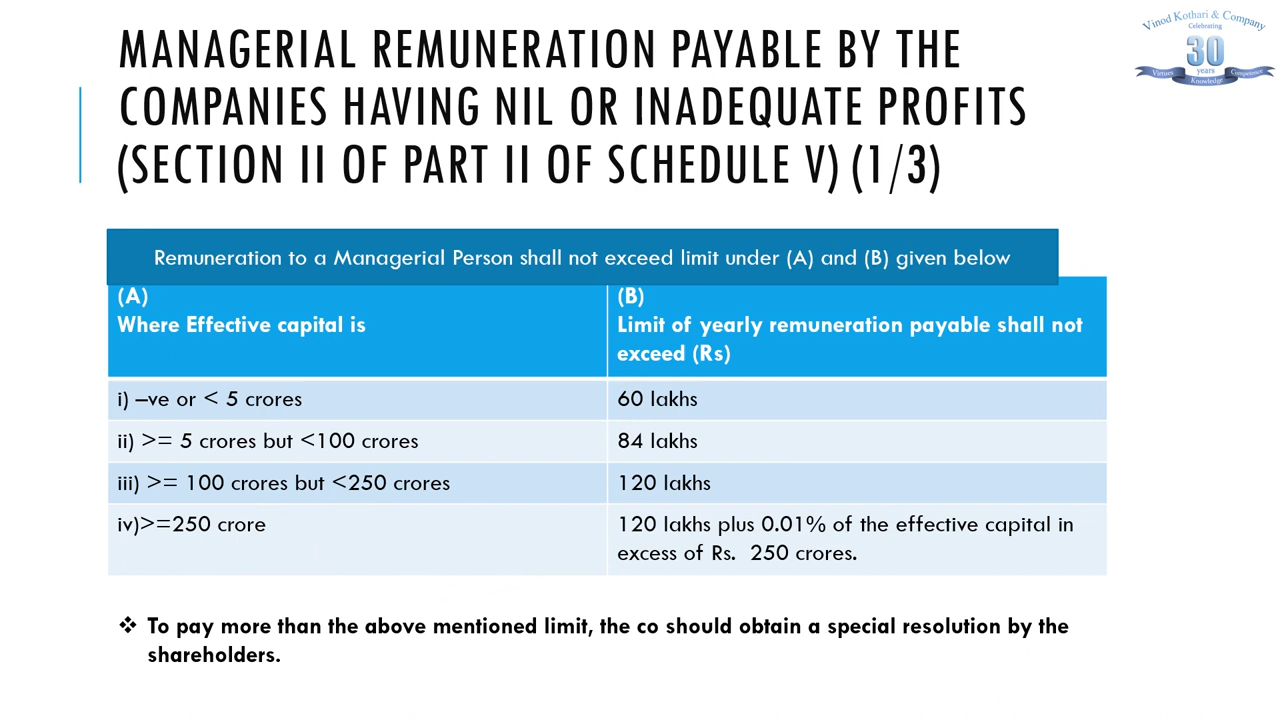 Vinod Kothari & Company
Celebrating
30
years
Virtues Knowledge Competence
MANAGERIAL REMUNERATION PAYABLE BY THE
COMPANIES HAVING NIL OR INADEQUATE PROFITS
(SECTION II OF PART II OF SCHEDULE V) (1/3)
Remuneration to a Managerial Person shall not exceed limit under (A) and (B) given below
(A)
Where Effective capital is
(B)
Limit of yearly remuneration payable shall not
exceed (Rs)
i) –ve or < 5 crores
60 lakhs
ii) >= 5 crores but <100 crores
84 lakhs
iii) >= 100 crores but <250 crores
120 lakhs
iv)>=250 crore
120 lakhs plus 0.01% of the effective capital in
excess of Rs.  250 crores.
❖ To pay more than the above mentioned limit, the co should obtain a special resolution by the
shareholders.